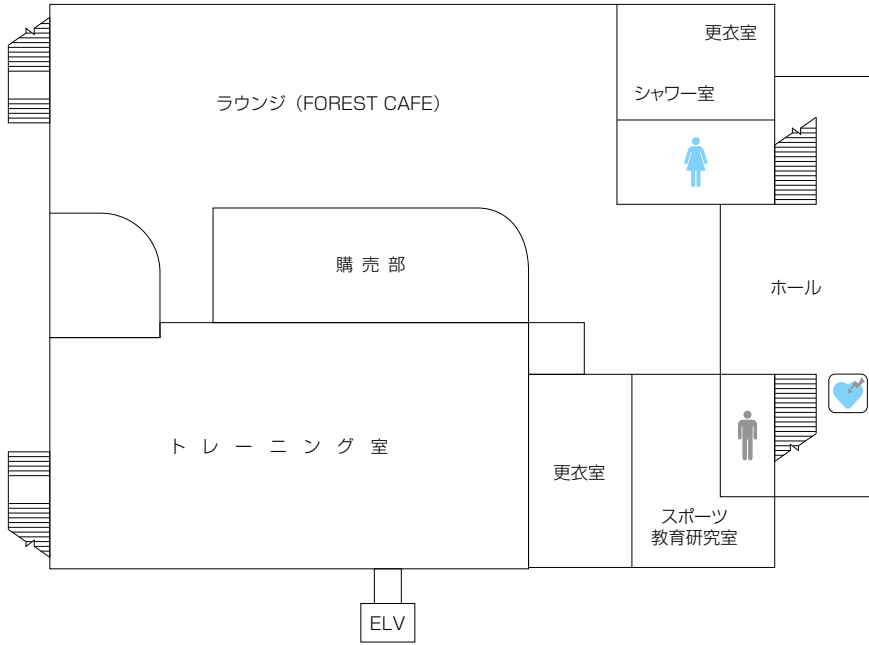 更衣室
シャワー室
ラウンジ（FOREST CAFE）
購売部
ホール
トレーニング室
更衣室
スポーツ
教育研究室
ELV